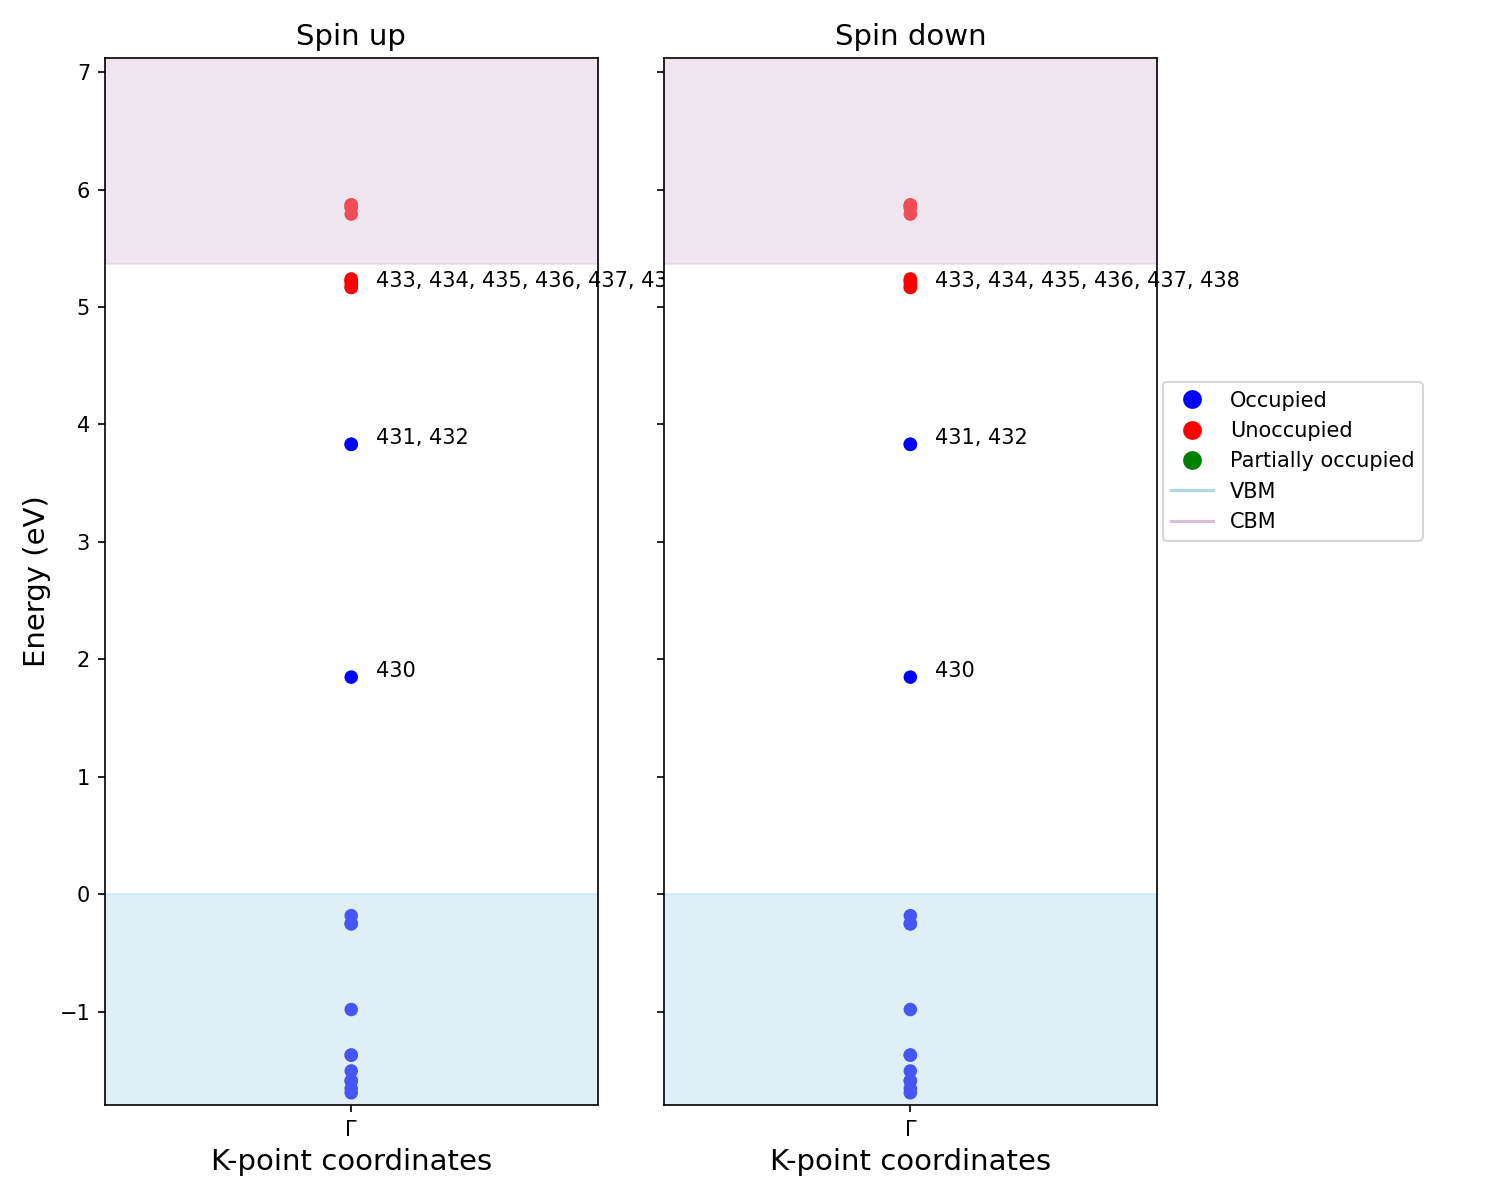 Spin up
Spin down
Energy (eV)
7
6
5
4
3
2
1
0
−1
433, 434, 435, 436, 437, 43
431, 432
430
433, 434, 435, 436, 437, 438
431, 432
430
Γ
Γ
K-point coordinates
K-point coordinates
Occupied
Unoccupied
Partially occupied
VBM
CBM